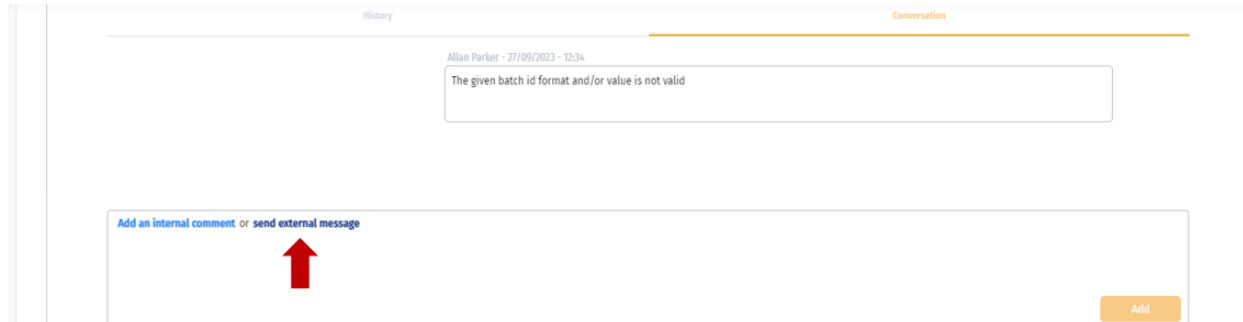 History
Conversation
Allan Parker - 27/09/2023 - 12:34
The given batch id format and/or value is not valid
Add an internal comment or send external message
Add